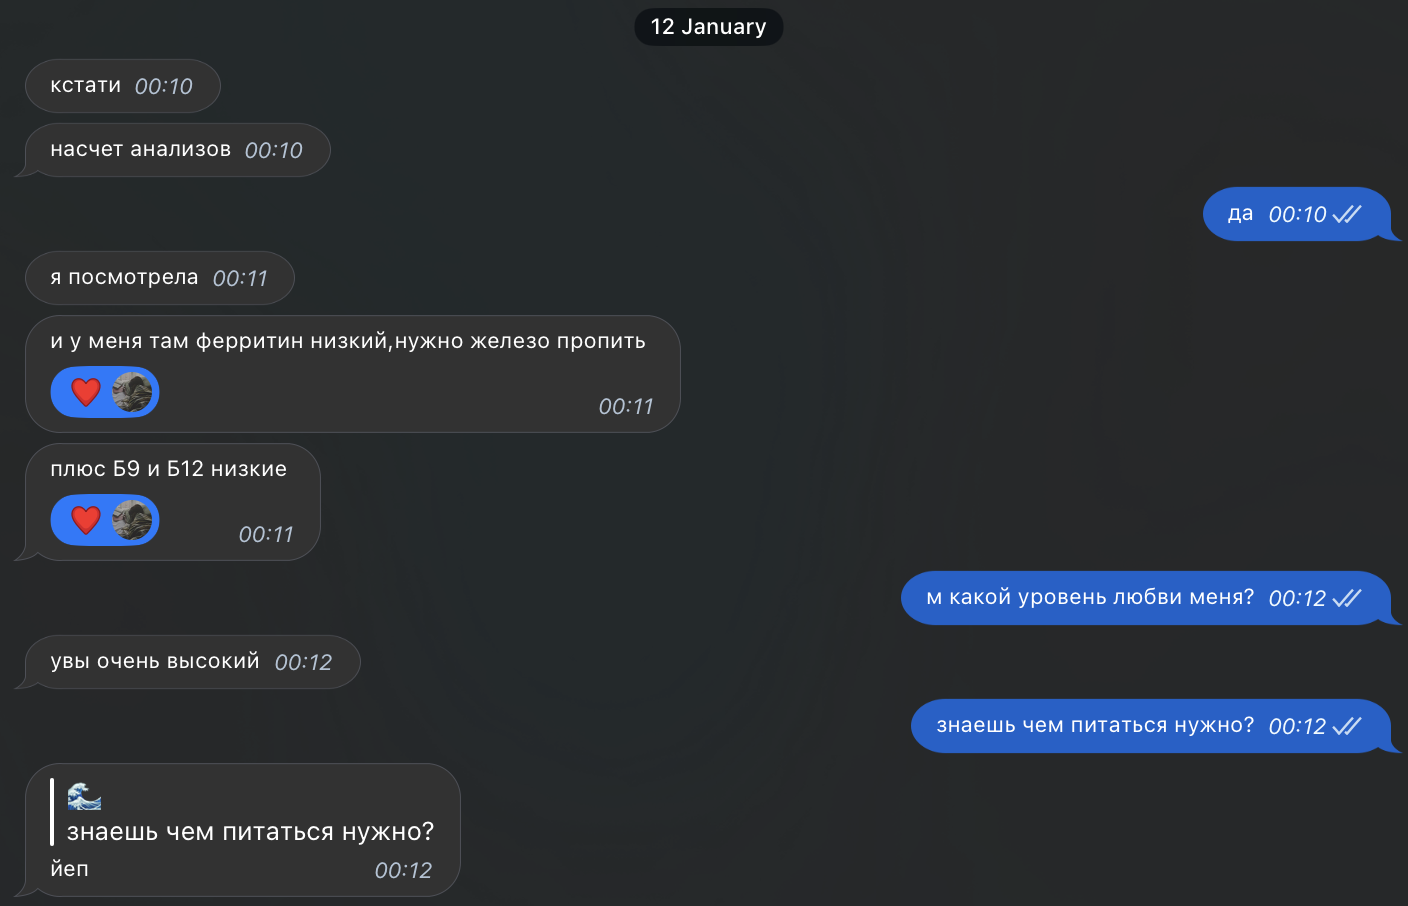 12 January
кстати 00:10
насчет анализов 00:10
да 00:10
я посмотрела 00:11
и у меня там ферритин низкий,нужно железо пропить
00:11
плюс Б9 и Б12 низкие
00:11
м какой уровень любви меня? 00:12
увы очень высокий 00:12
знаешь чем питаться нужно? 00:12
🌊
знаешь чем питаться нужно?
йеп 00:12